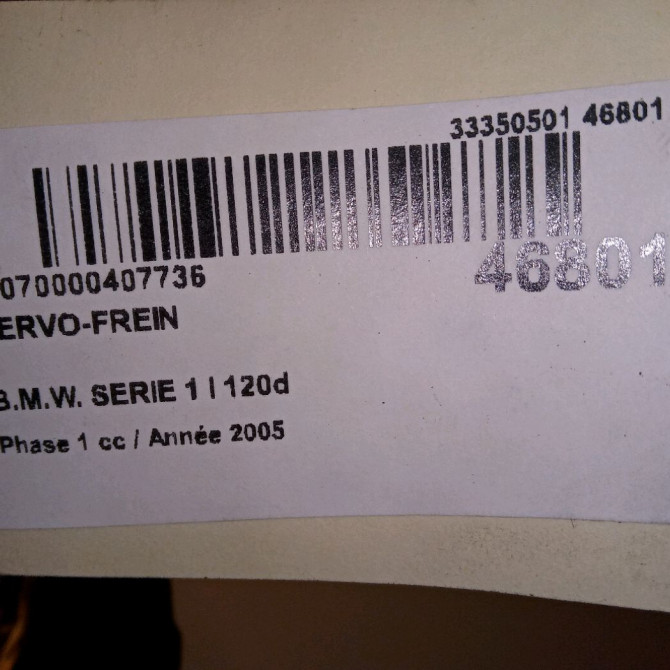 33350501 46801
070000407736
46801
ERVO-FREIN
B.M.W. SERIE 1 I 120d
Phase 1 cc / Année 2005